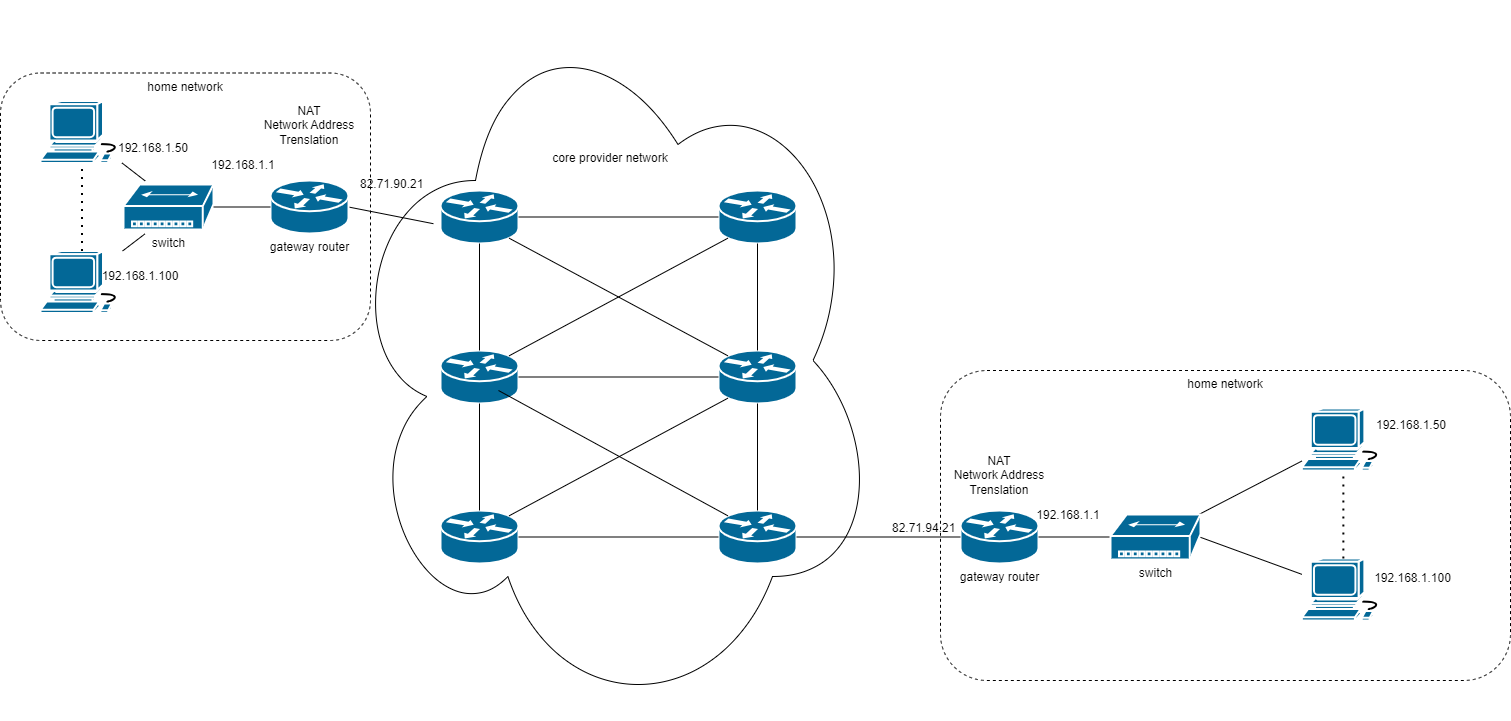 home network
NAT
Network Address
Translation
192.168.1.50
192.168.1.1
82.71.90.21
switch
gateway router
192.168.1.100
core provider network
home network
192.168.1.50
NAT
Network Address
Translation
82.71.94.21
192.168.1.1
gateway router
switch
192.168.1.100